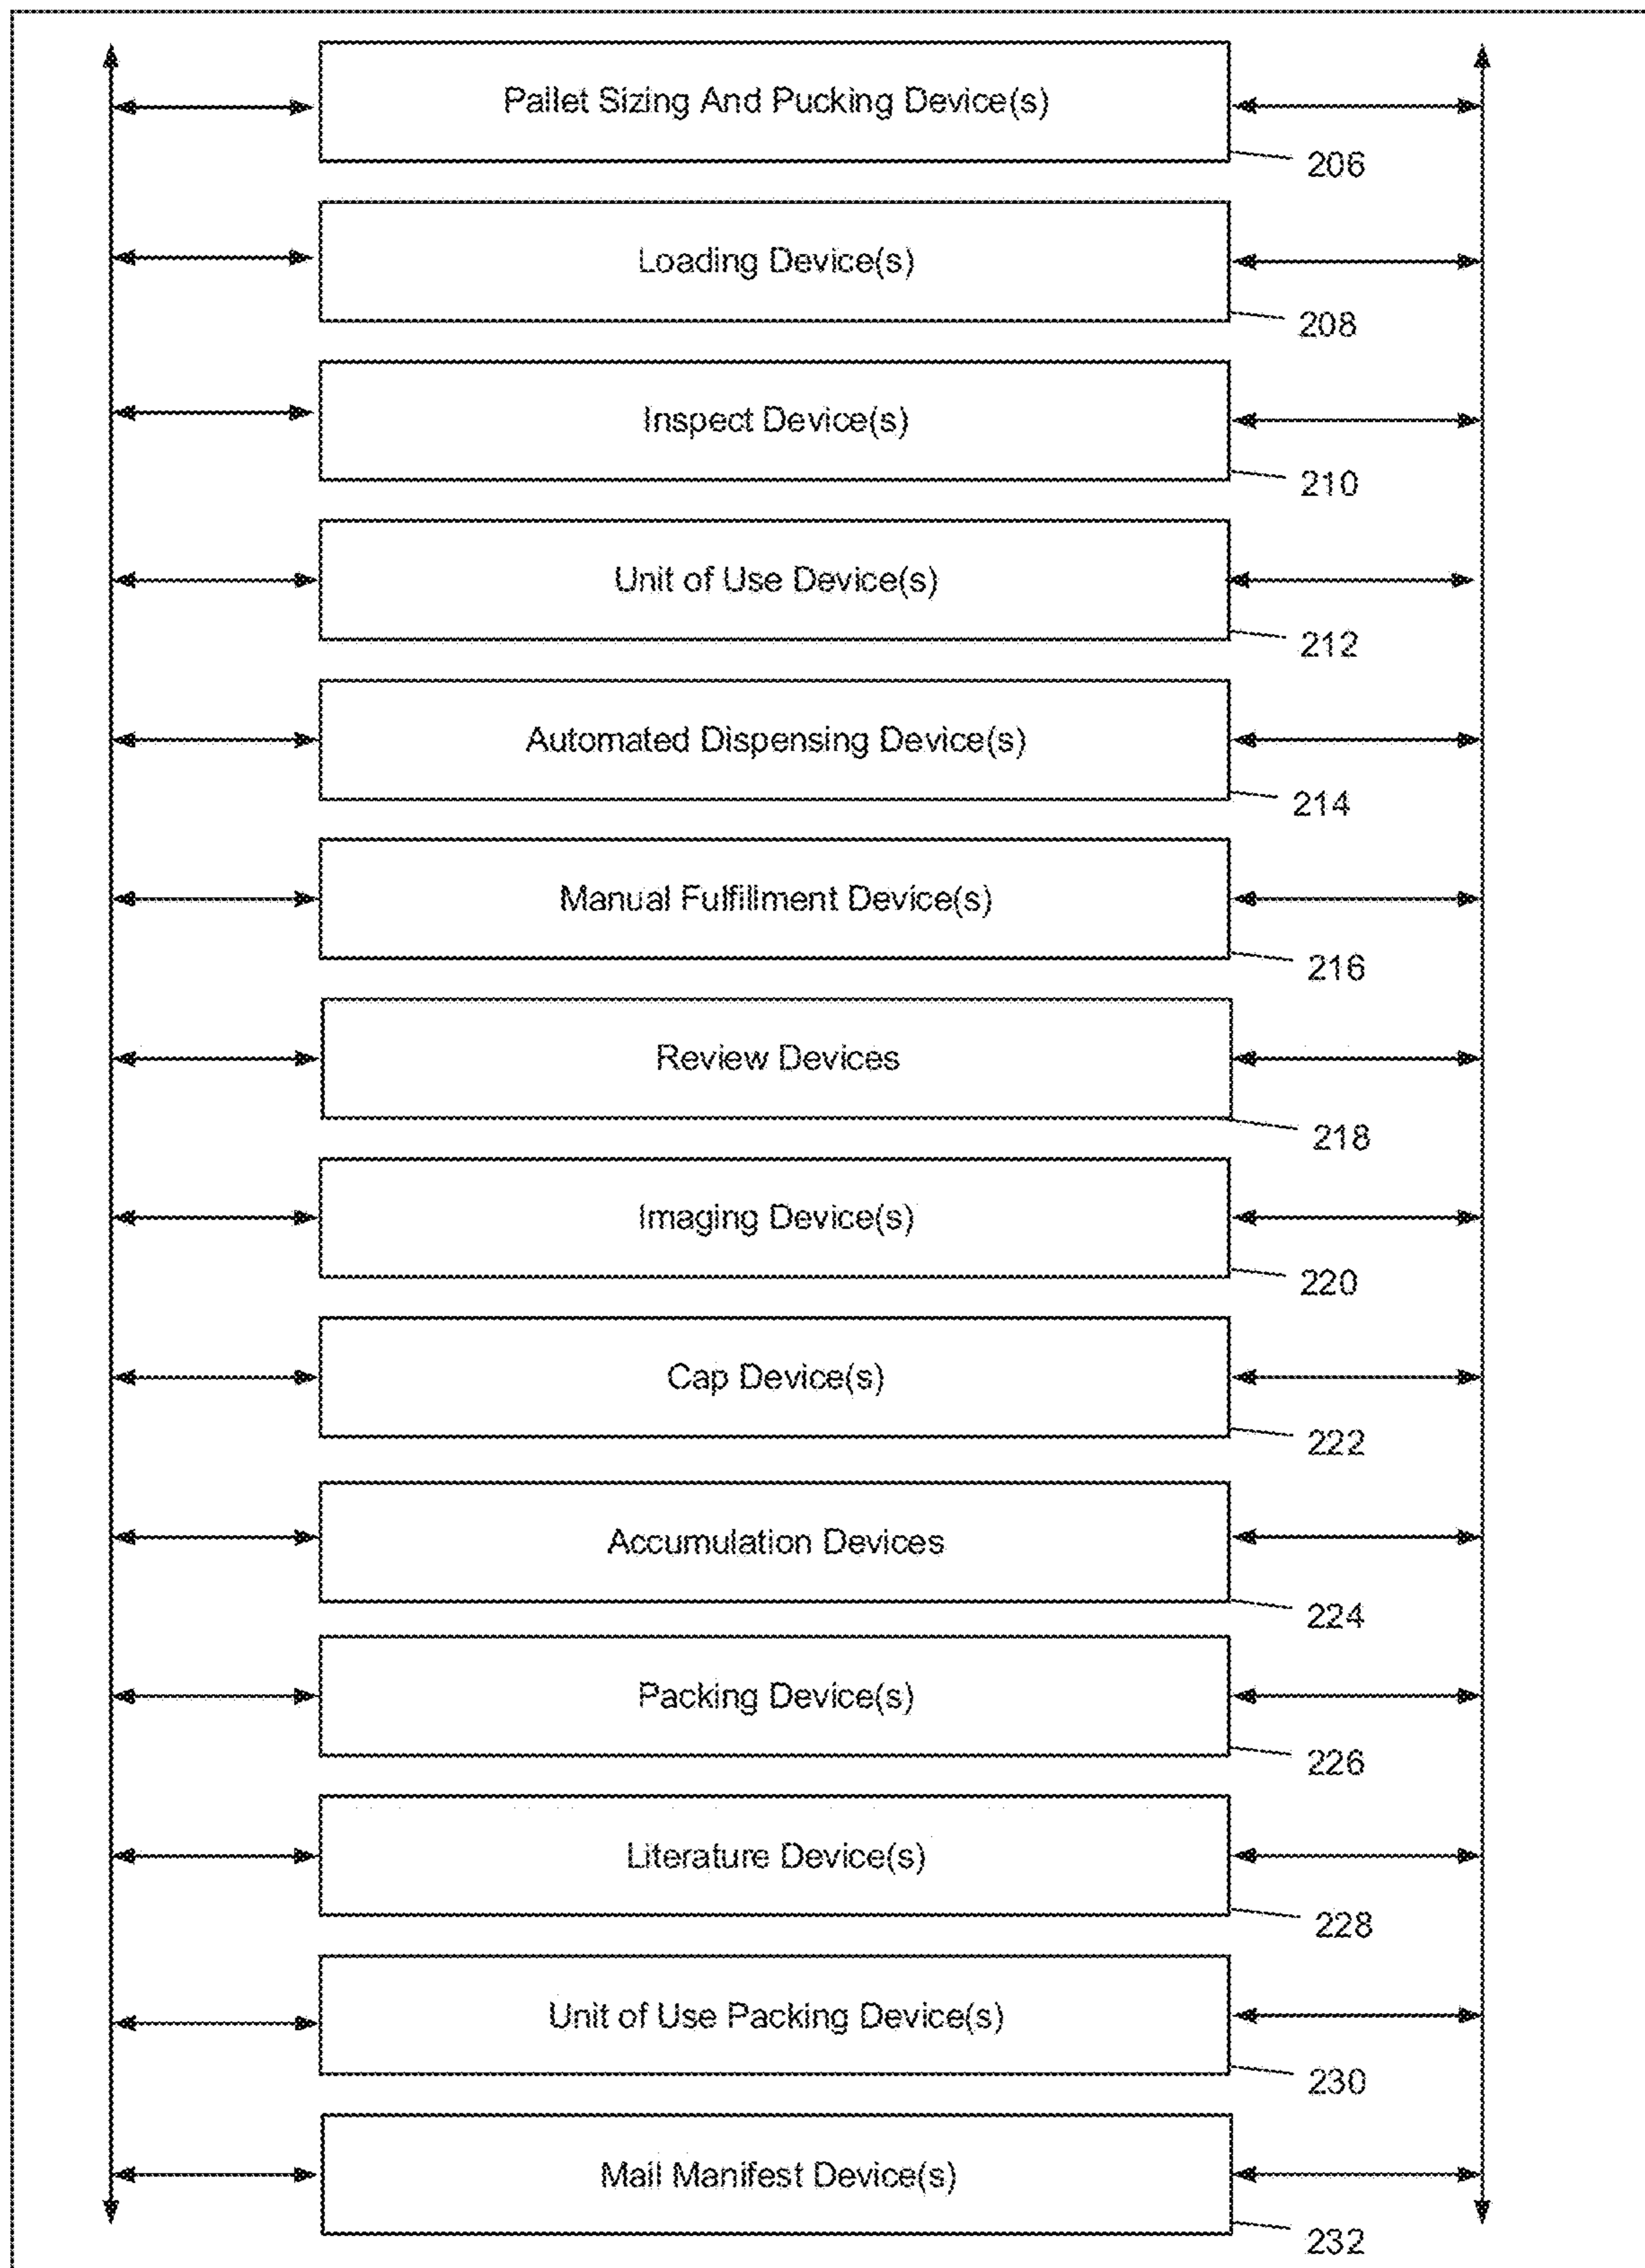 Pallet Sizing And Pucking Device(s)
206
Loading Device(s)
208
Inspect Device(s)
210
Unit of Use Device(s)
212
Automated Dispensing Device(s)
214
Manual Fulfillment Device(s)
216
Review Devices
218
Imaging Device(s)
220
Cap Device(s)
222
Accumulation Devices
224
Packing Device(s)
226
Literature Device(s)
228
Unit of Use Packing Device(s)
230
Mail Manifest Device(s)
232